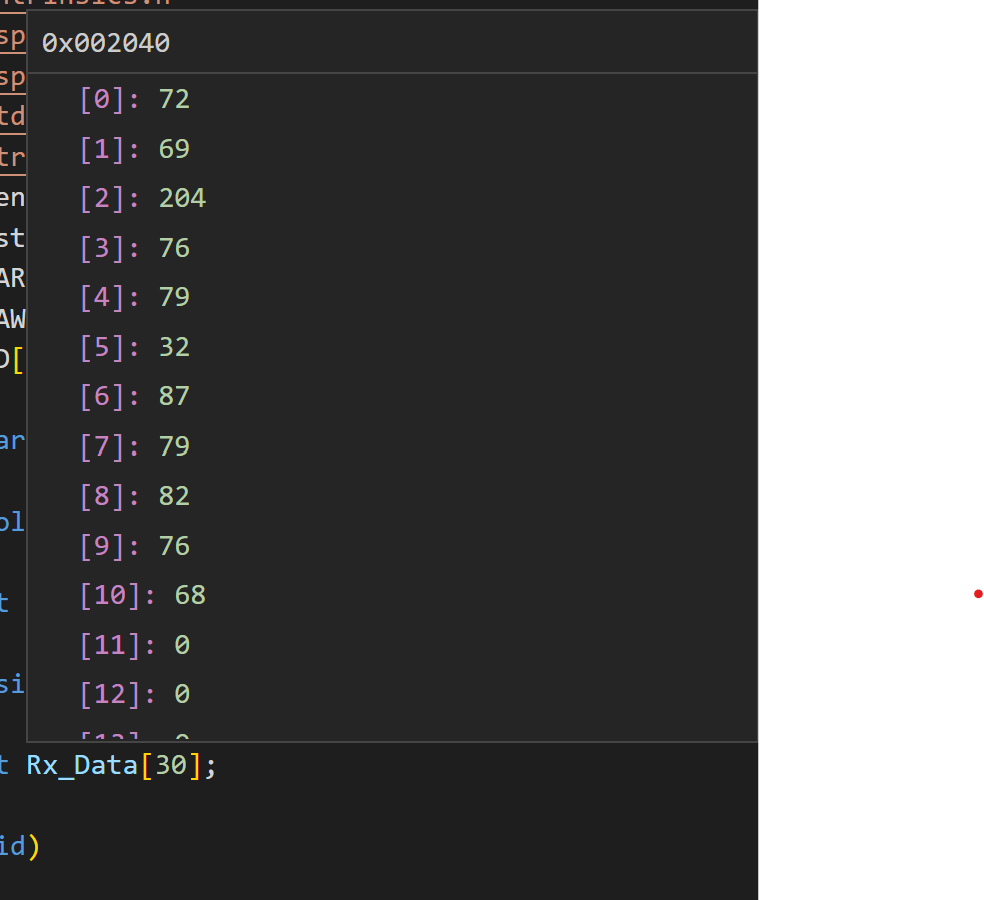 sp
0x002040
sp
[0]: 72
td
[1]: 69
tr
en
[2]: 204
st
[3]: 76
AR
[4]: 79
AW
[5]: 32
D[
[6]: 87
ar
[7]: 79
[8]: 82
ol
[9]: 76
[10]: 68
t
[11]: 0
si
[12]: 0
t Rx_Data[30];
id)